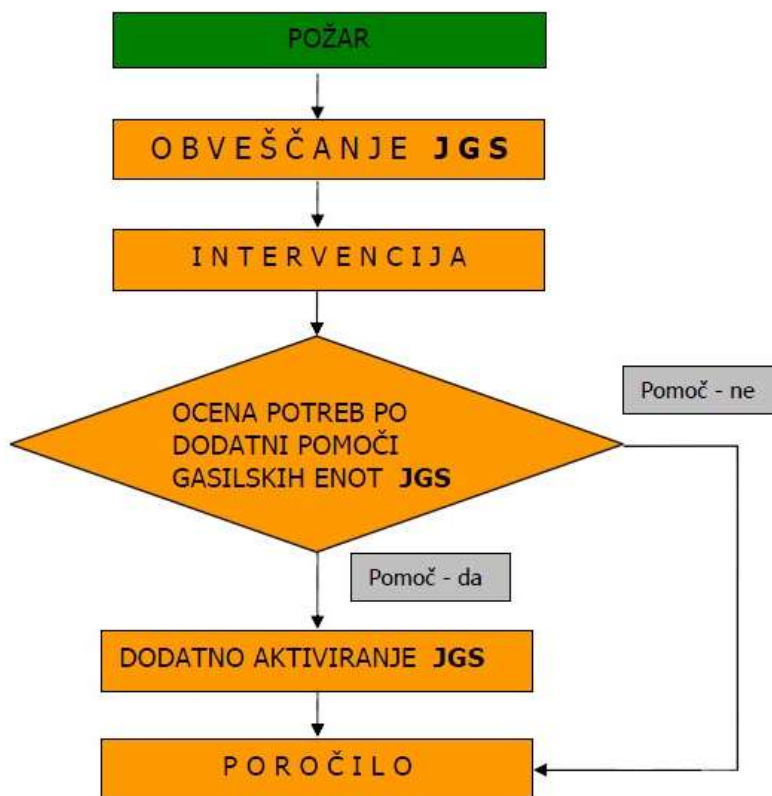 POŽAR
OBVEŠČANJE JGS
INTERVENCIJA
OCENA POTREB PO
DODATNI POMOČI
GASILSKIH ENOT JGS
Pomoč - ne
Pomoč - da
DODATNO AKTIVIRANJE JGS
POROČILO